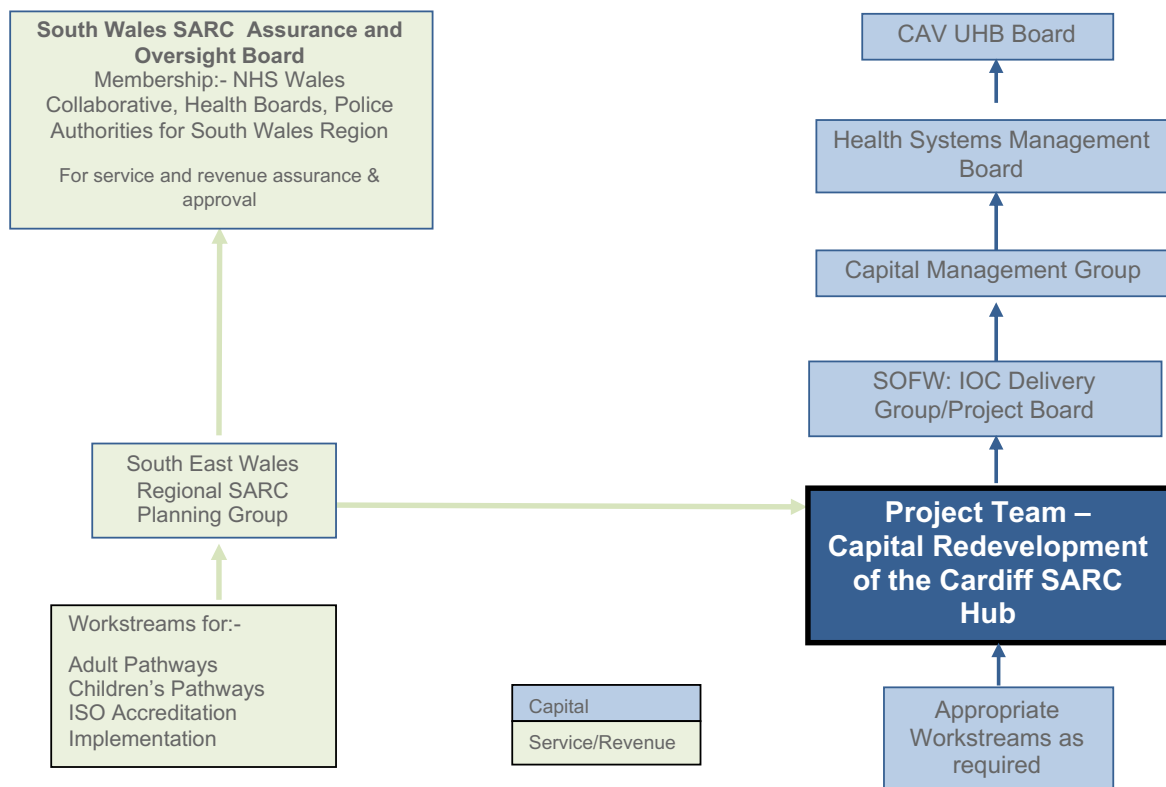 South Wales SARC  Assurance and
Oversight Board
Membership:- NHS Wales
Collaborative, Health Boards, Police
Authorities for South Wales Region
For service and revenue assurance &
approval
South East Wales
Regional SARC
Planning Group
Workstreams for:-
Adult Pathways
Children’s Pathways
ISO Accreditation
Implementation
Capital
Service/Revenue
CAV UHB Board
Health Systems Management
Board
Capital Management Group
SOFW: IOC Delivery
Group/Project Board
Project Team –
Capital Redevelopment
of the Cardiff SARC
Hub
Appropriate
Workstreams as
required